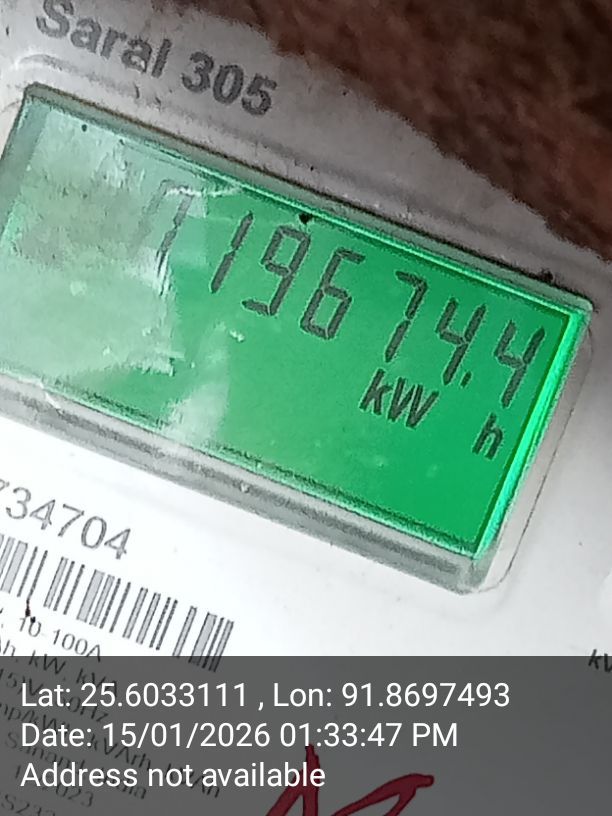 Saral 305
019674.4
kW h
734704
10-100A
Lat: 25.6033111 , Lon: 91.8697493
Date: 15/01/2026 01:33:47 PM
Address not available